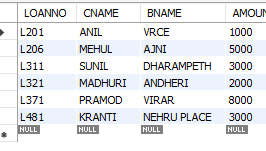 LOANNO CNAME BNAME AMOUN
L201 ANIL VRCE 1000
L206 MEHUL AJNI 5000
L311 SUNIL DHARAMPETH 3000
L321 MADHURI ANDHERI 2000
L371 PRAMOD VIRAR 8000
L481 KRANTI NEHRU PLACE 3000
NULL NULL NULL NULL